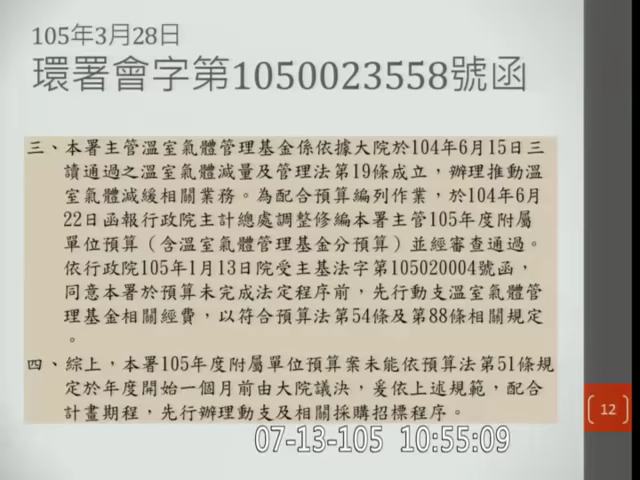 105年3月28日
環署會字第1050023558號函
三、本署主管溫室氣體管理基金係依據大院於104年6月15日三
讀通過之溫室氣體減量及管理法第19條成立，辦理推動溫
室氣體減緩相關業務。為配合預算編列作業，於104年6月
22日函報行政院主計總處調整修編本署主管105年度附屬
單位預算（含溫室氣體管理基金分預算）並經審查通過。
依行政院105年1月13日院受主基法字第105020004號函，
同意本署於預算未完成法定程序前，先行動支溫室氣體管
理基金相關經費，以符合預算法第54條及第88條相關規定
。
四、綜上，本署105年度附屬單位預算案未能依預算法第51條規
定於年度開始一個月前由大院議決，爰依上述規範，配合
計畫期程，先行辦理動支及相關採購招標程序。
12
07-13-105 10:55:09